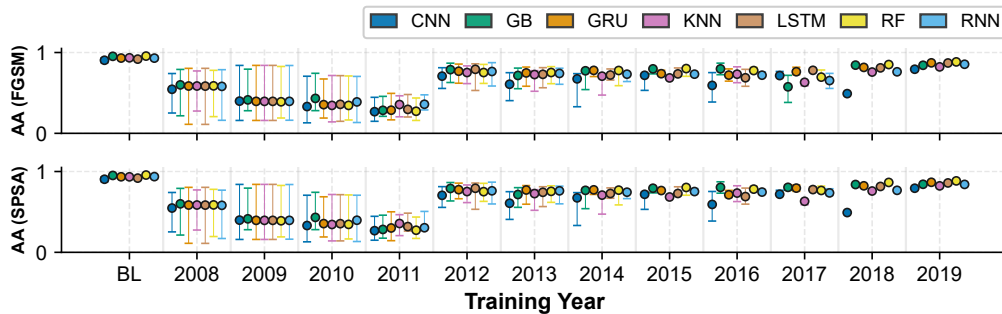 CNN GB GRU KNN LSTM RF RNN
AA (FGSM)
1
0
AA (SPSA)
1
0
BL 2008 2009 2010 2011 2012 2013 2014 2015 2016 2017 2018 2019
Training Year